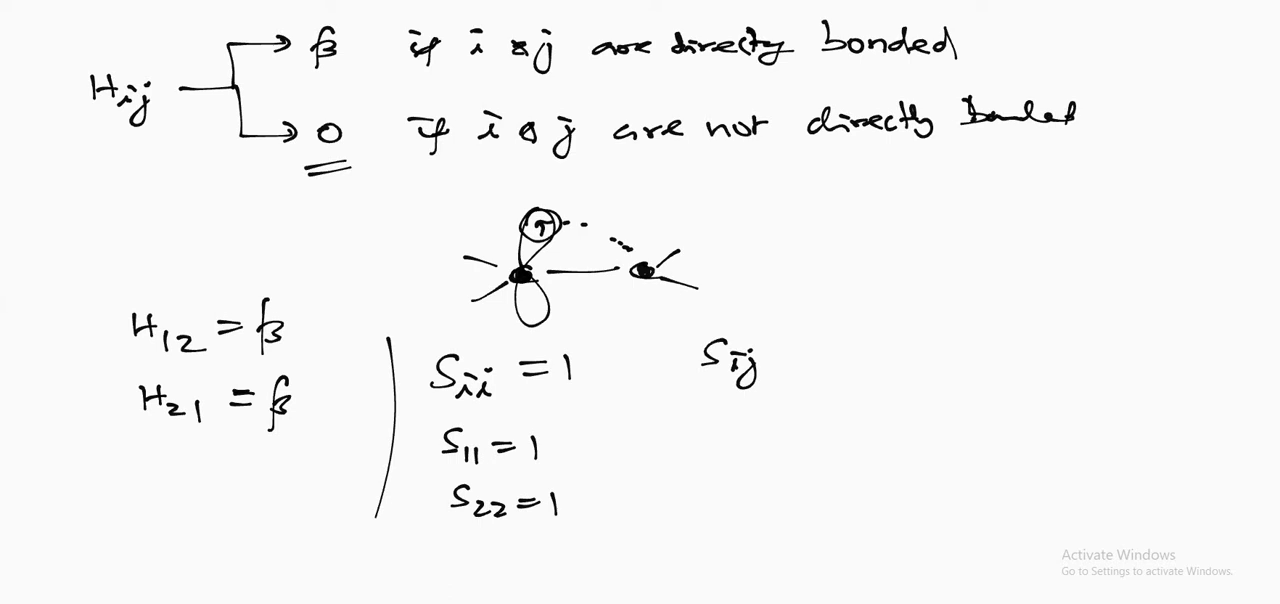 β if i & j are directy bonded
Hij
0 if i & j are not directly bonded
H12 = β
H21 = β
Sii = 1
Sij
S11 = 1
S22 = 1
Activate Windows
Go to Settings to activate Windows.